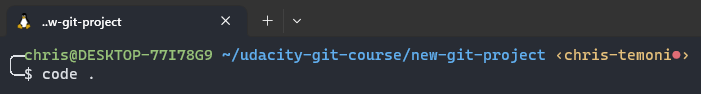 ..w-git-project
chris@DESKTOP-77I78G9 ~/udacity-git-course/new-git-project ‹chris-temoni●›
$ code .